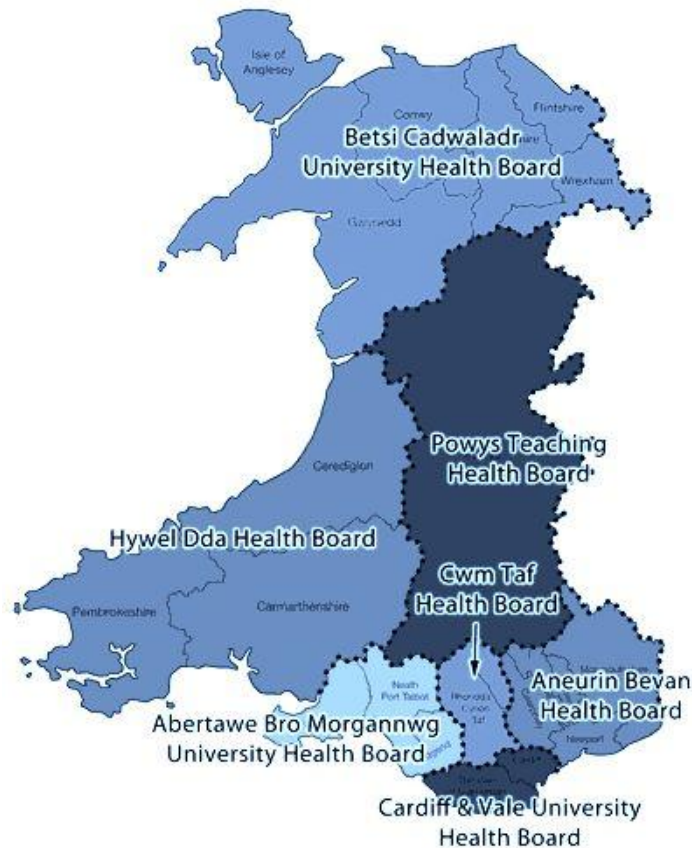 Isle of
Anglesey
Conwy
Flintshire
Betsi Cadwaladr
University Health Board
Wrexham
Gwynedd
Powys Teaching
Health Board
Ceredigion
Hywel Dda Health Board
Cwm Taf
Health Board
Carmarthenshire
Pembrokeshire
Neath
Port Talbot
Rhondda
Cynon
Taf
Aneurin Bevan
Health Board
Newport
Abertawe Bro Morgannwg
University Health Board
Cardiff & Vale University
Health Board